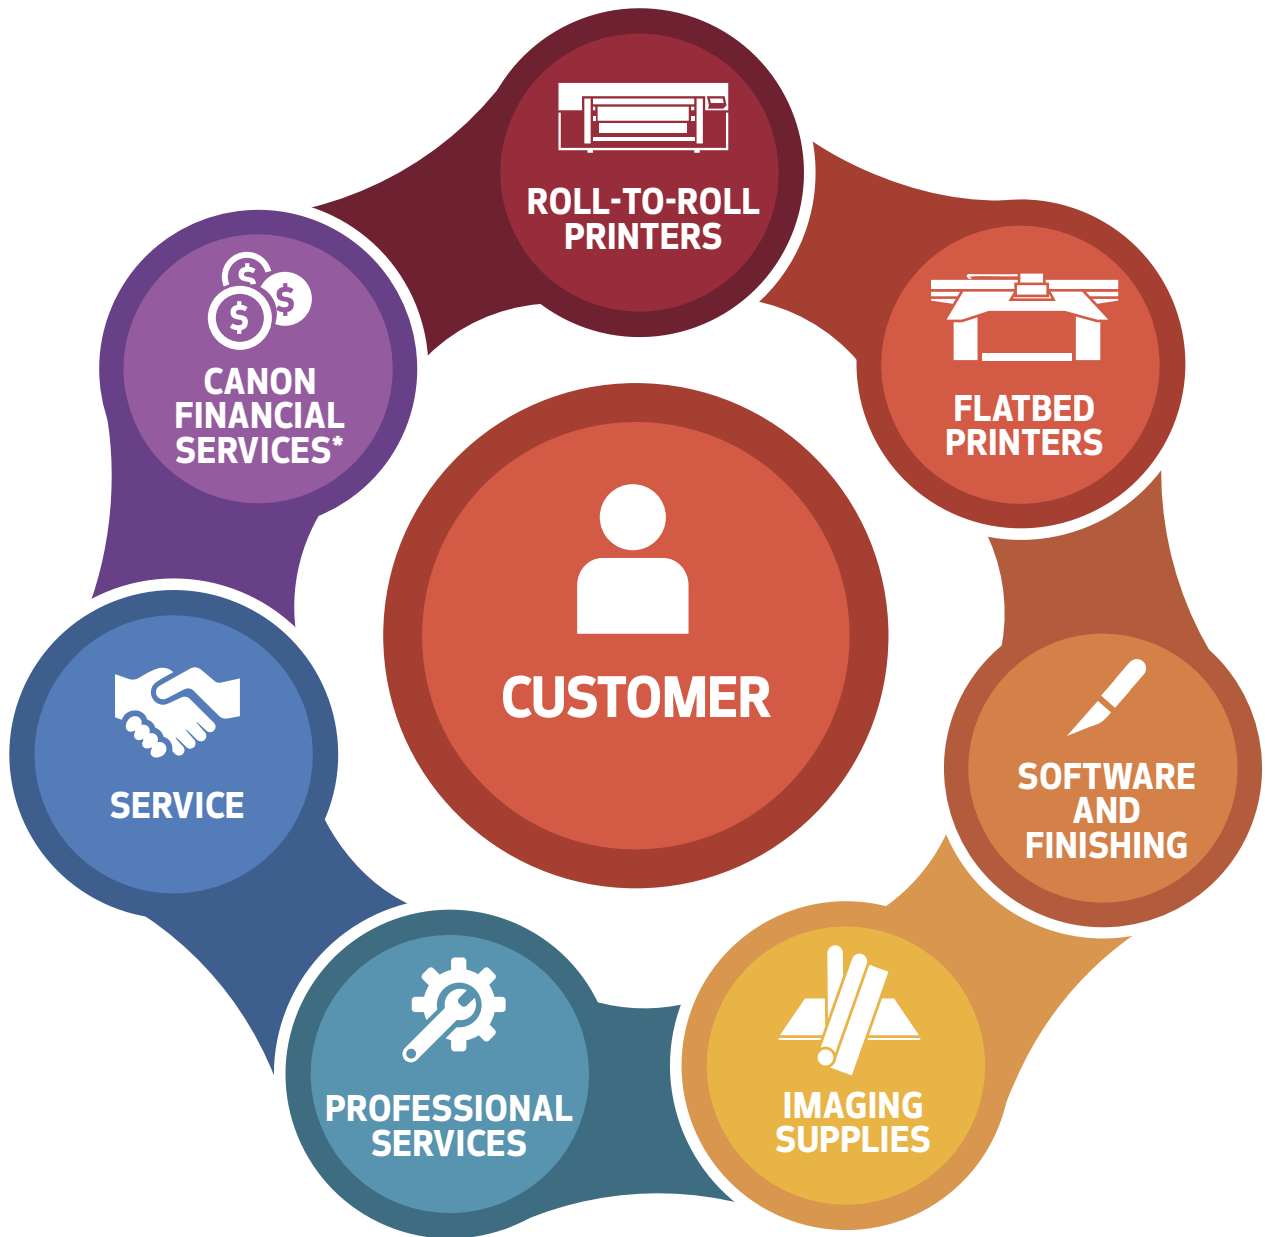 ROLL-TO-ROLL
PRINTERS
FLATBED
PRINTERS
SOFTWARE
AND
FINISHING
IMAGING
SUPPLIES
PROFESSIONAL
SERVICES
SERVICE
$
$
$
CANON
FINANCIAL
SERVICES*
CUSTOMER